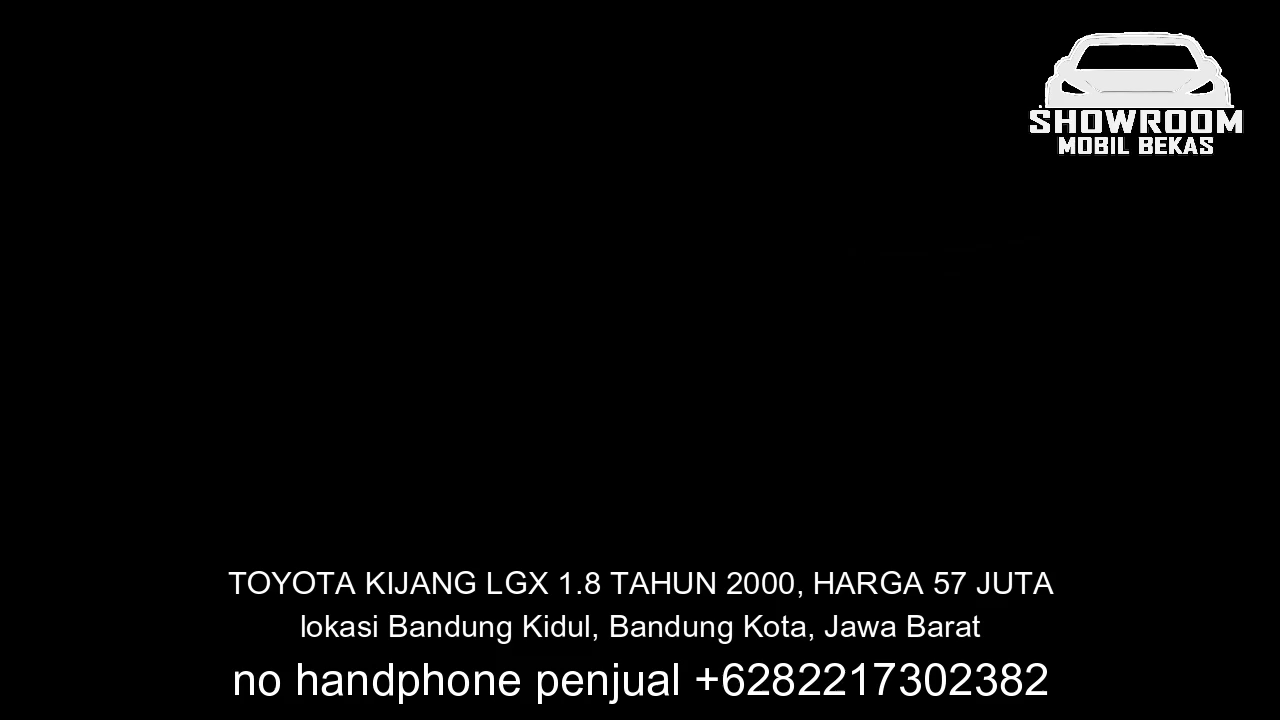 SHOWROOM
MOBIL BEKAS
TOYOTA KIJANG LGX 1.8 TAHUN 2000, HARGA 57 JUTA
lokasi Bandung Kidul, Bandung Kota, Jawa Barat
no handphone penjual +6282217302382